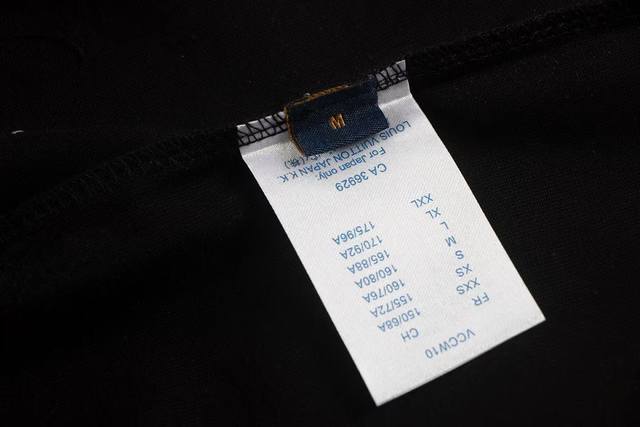 VCCW10
FR CH
XXS 150/68A
XS 155/72A
S 160/76A
M 160/80A
L 165/88A
XL 170/92A
XXL 175/96A
CA 36929
For Japan only:
LOUIS VUITTON JAPAN K.K.
(株)
M